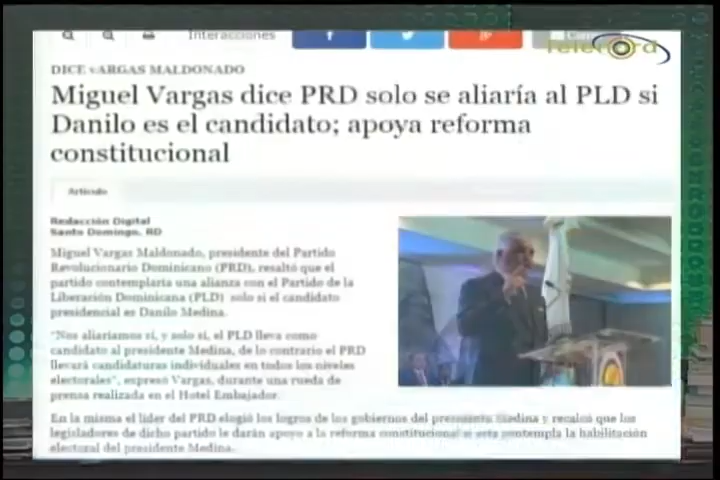 Interacciones
telenord
DICE VARGAS MALDONADO
Miguel Vargas dice PRD solo se aliaría al PLD si
Danilo es el candidato; apoya reforma
constitucional
Artículo
Redacción Digital
Santo Domingo, RD
Miguel Vargas Maldonado, presidente del Partido
Revolucionario Dominicano (PRD), resaltó que el
partido contemplaría una alianza con el Partido de la
Liberación Dominicana (PLD) solo si el candidato
presidencial es Danilo Medina.
"Nos aliaríamos sí, y solo si, el PLD lleva como
candidato al presidente Medina, de lo contrario el PRD
llevará candidaturas individuales en todos los niveles
electorales", expresó Vargas, durante una rueda de
prensa realizada en el Hotel Embajador.
En la misma el líder del PRD elogió los logros de los gobiernos del presidente Medina y recalcó que los
legisladores de dicho partido le darán apoyo a la reforma constitucional si esta contempla la habilitación
electoral del presidente Medina.